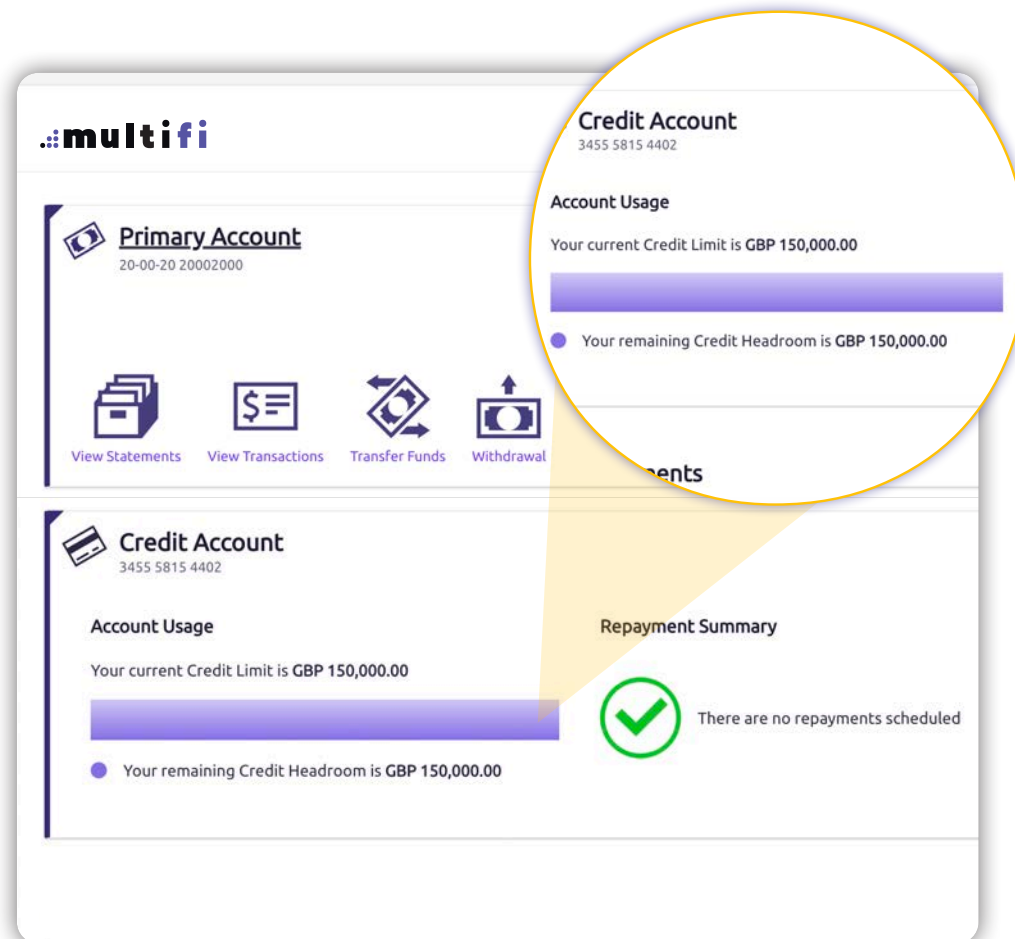 multifi
Primary Account
20-00-20 20002000
View Statements
View Transactions
Transfer Funds
Withdrawal
Credit Account
3455 5815 4402
Account Usage
Your current Credit Limit is GBP 150,000.00
Your remaining Credit Headroom is GBP 150,000.00
ents
Credit Account
3455 5815 4402
Account Usage
Your current Credit Limit is GBP 150,000.00
Your remaining Credit Headroom is GBP 150,000.00
Repayment Summary
There are no repayments scheduled